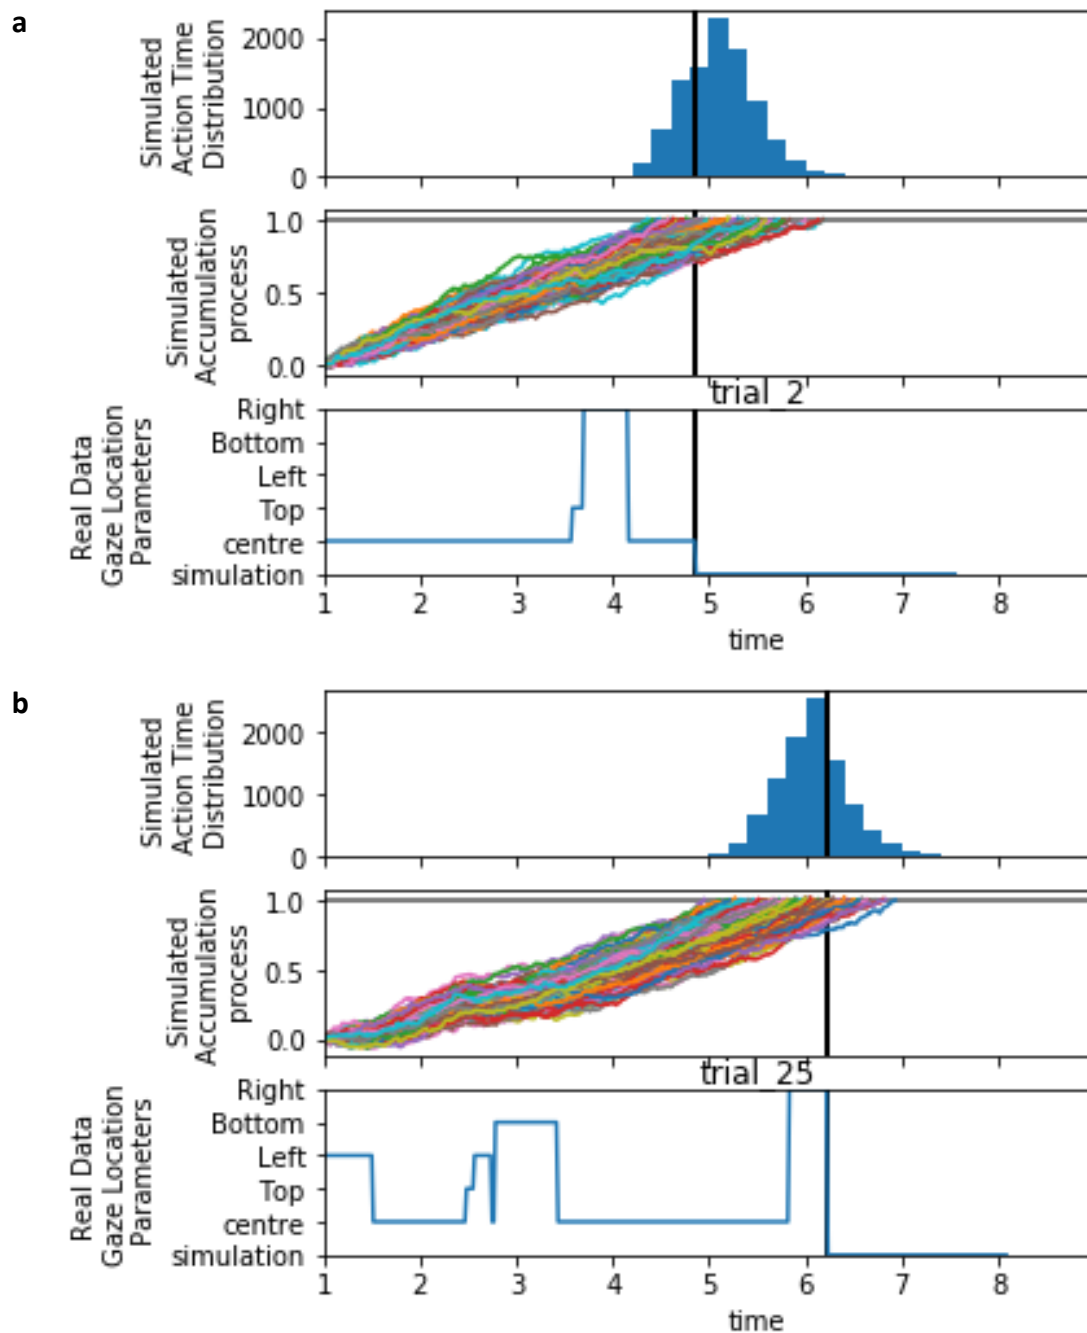 a
Simulated
Action Time
Distribution
2000
1000
0
Simulated
Accumulation
process
1.0
0.5
0.0
trial_2
Real Data
Gaze Location
Parameters
Right
Bottom
Left
Top
centre
simulation
1 2 3 4 5 6 7 8
time
b
Simulated
Action Time
Distribution
2000
1000
0
Simulated
Accumulation
process
1.0
0.5
0.0
trial_25
Real Data
Gaze Location
Parameters
Right
Bottom
Left
Top
centre
simulation
1 2 3 4 5 6 7 8
time